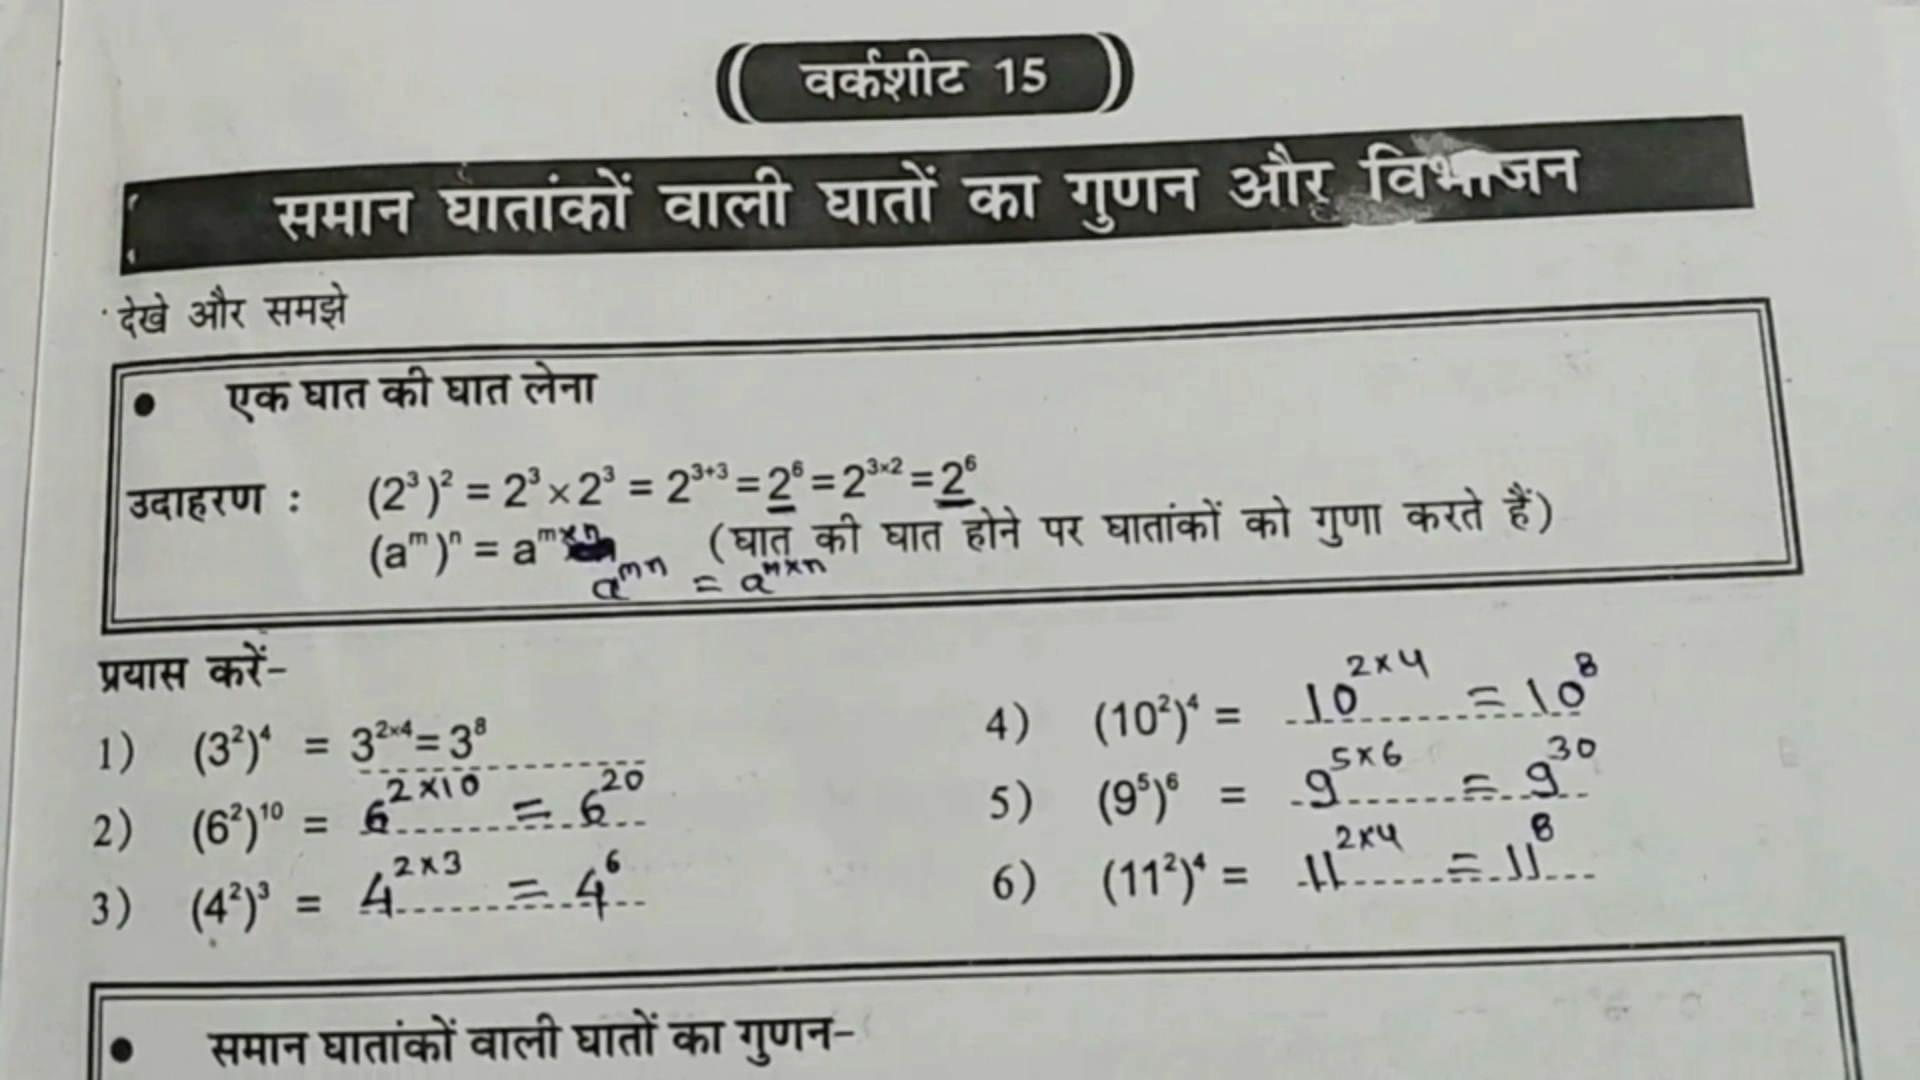 वर्कशीट 15
समान घातांकों वाली घातों का गुणन और विभाजन
देखे और समझे
• एक घात की घात लेना
उदाहरण : (2³)² = 2³ × 2³ = 2³⁺³ = 2⁶ = 2³ˣ² = 2⁶
(aᵐ)ⁿ = aᵐˣⁿ (घात की घात होने पर घातांकों को गुणा करते हैं)
aᵐⁿ = aᵐˣⁿ
प्रयास करें-
1) (3²)⁴ = 3²ˣ⁴ = 3⁸
2) (6²)¹⁰ = 6²ˣ¹⁰ = 6²⁰
3) (4²)³ = 4²ˣ³ = 4⁶
4) (10²)⁴ = 10²ˣ⁴ = 10⁸
5) (9⁵)⁶ = 9⁵ˣ⁶ = 9³⁰
6) (11²)⁴ = 11²ˣ⁴ = 11⁸
• समान घातांकों वाली घातों का गुणन-